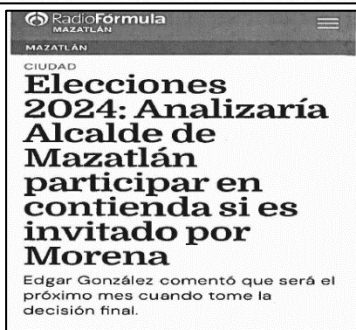 RadioFórmula
MAZATLÁN
MAZATLÁN
CIUDAD
Elecciones
2024: Analizaría
Alcalde de
Mazatlán
participar en
contienda si es
invitado por
Morena
Edgar González comentó que será el
próximo mes cuando tome la
decisión final.